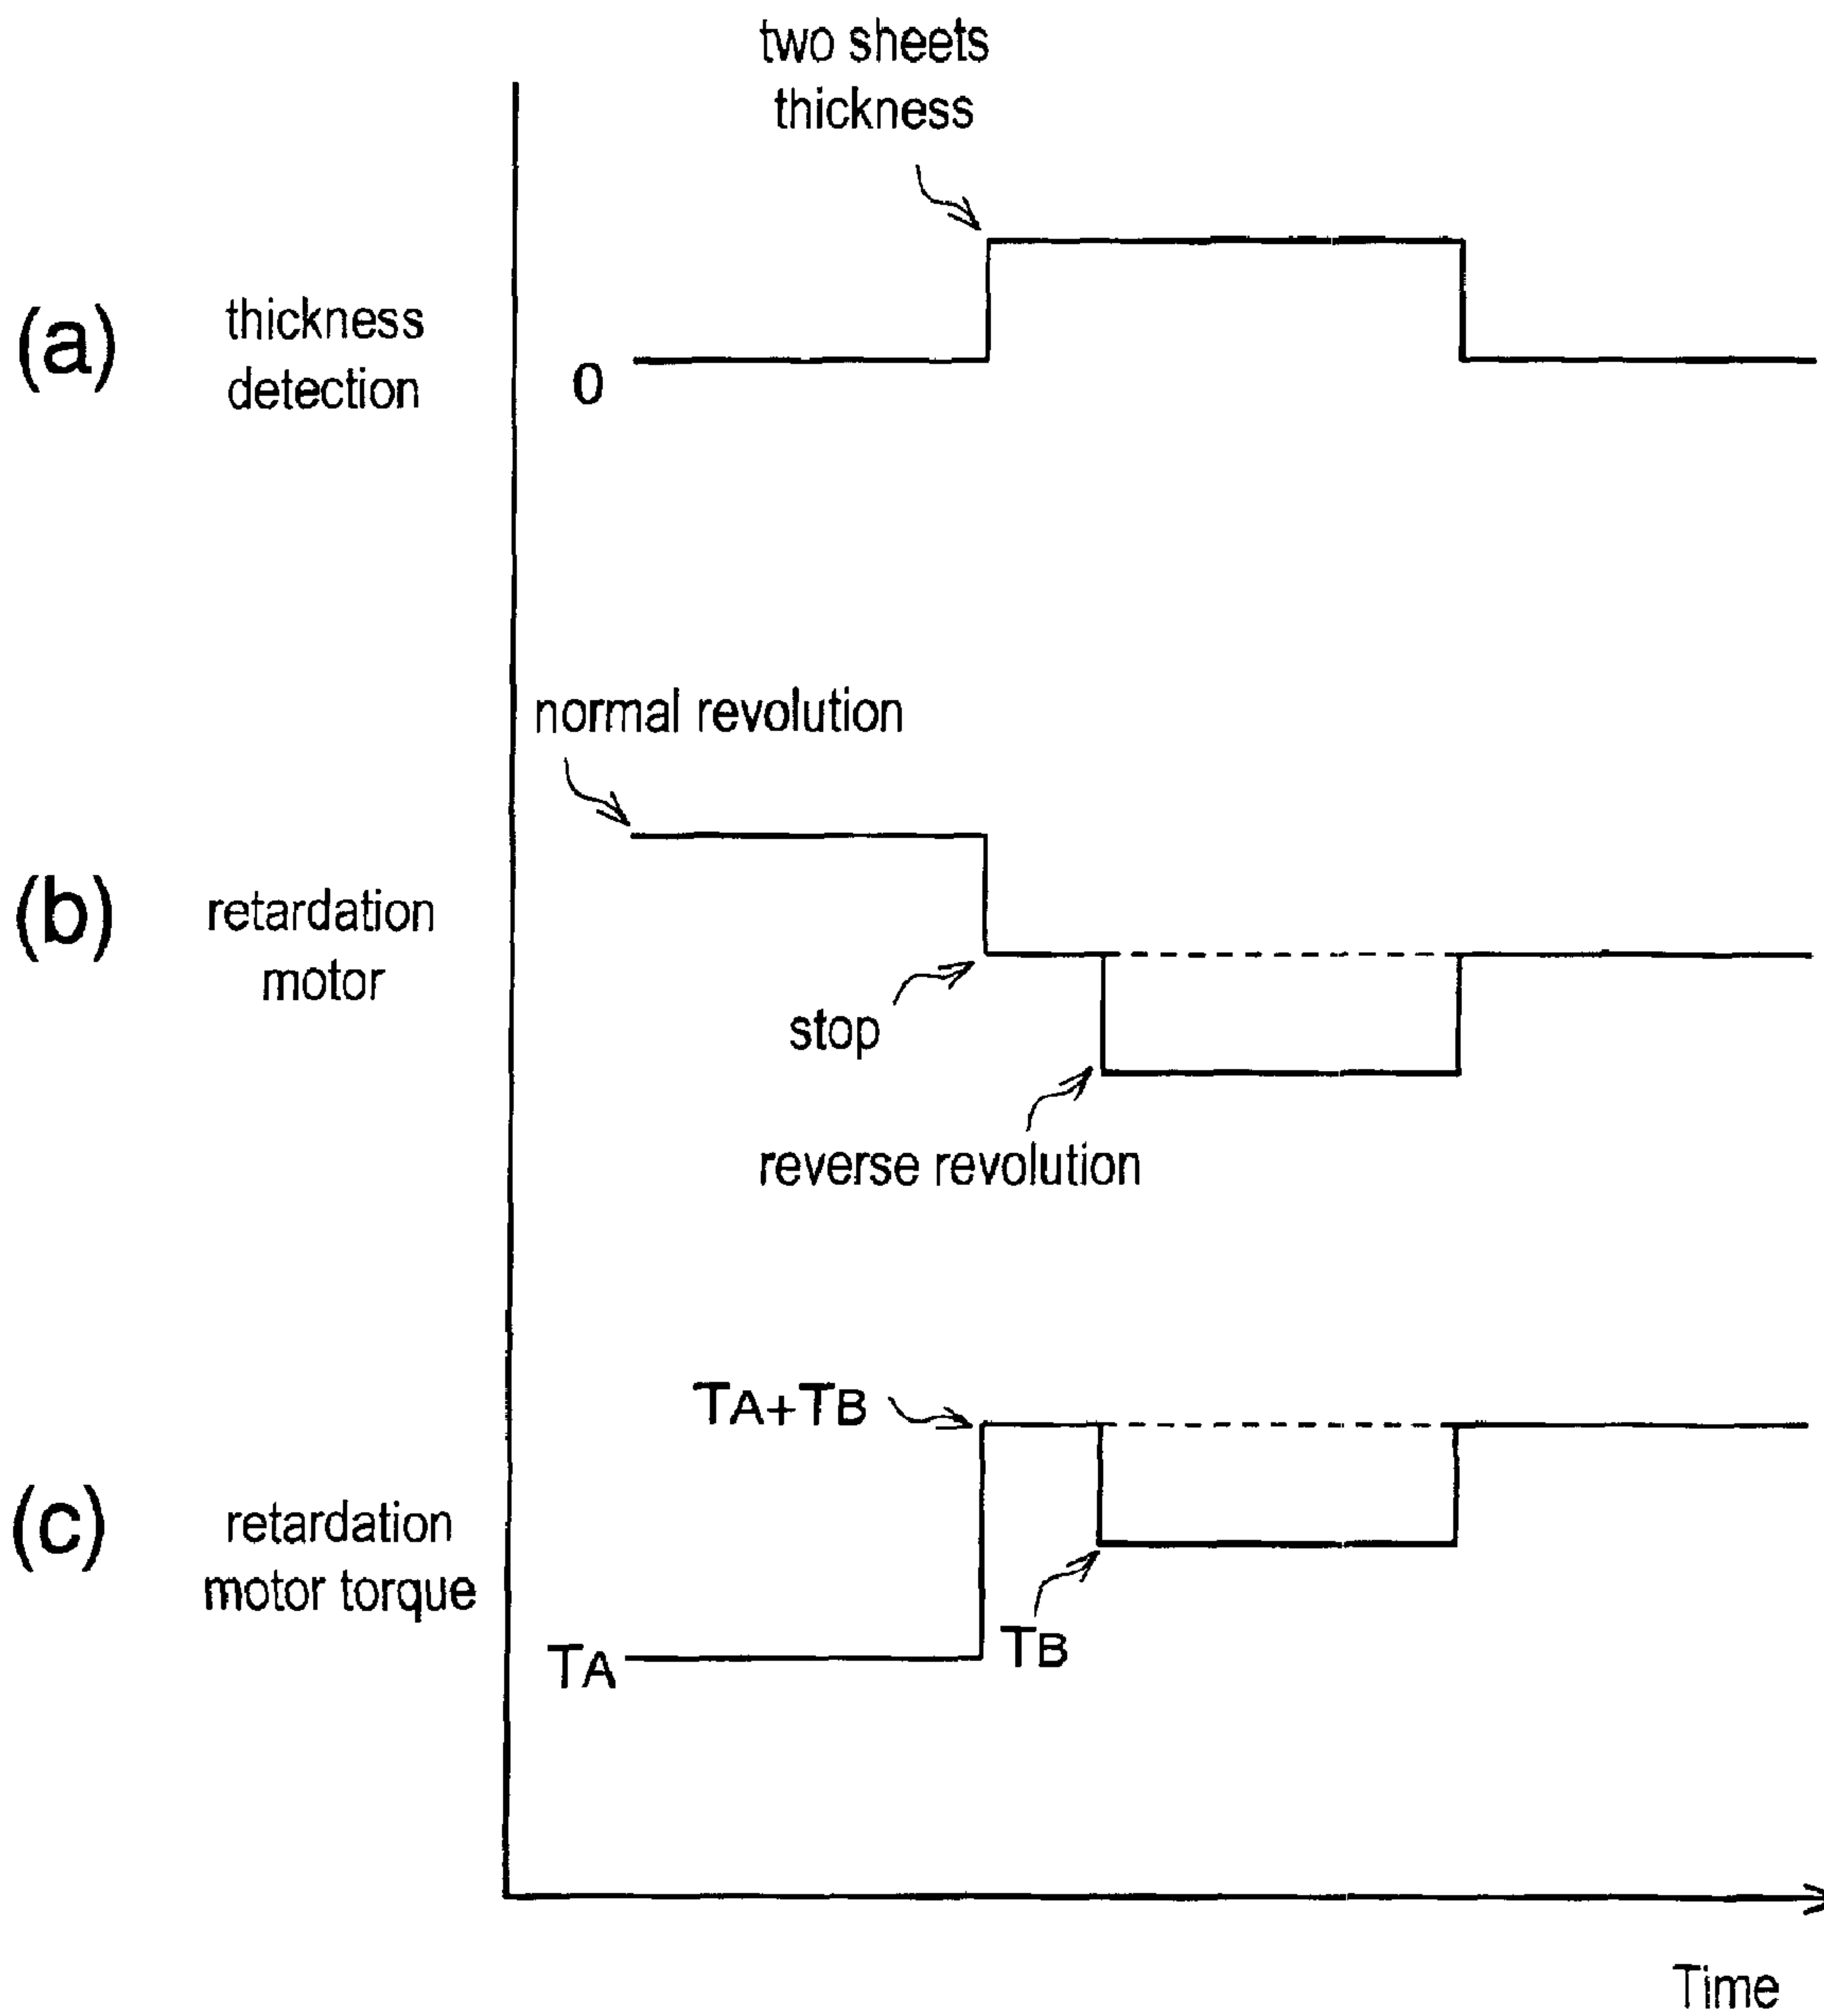 two sheets
thickness
(a)
thickness
detection
0
normal revolution
(b)
retardation
motor
stop
reverse revolution
TA+TB
(c)
retardation
motor torque
TB
TA
Time